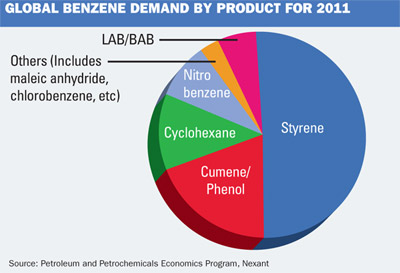 GLOBAL BENZENE DEMAND BY PRODUCT FOR 2011
LAB/BAB
Others (Includes
maleic anhydride,
chlorobenzene, etc)
Nitro
benzene
Styrene
Cyclohexane
Cumene/
Phenol
Source: Petroleum and Petrochemicals Economics Program, Nexant